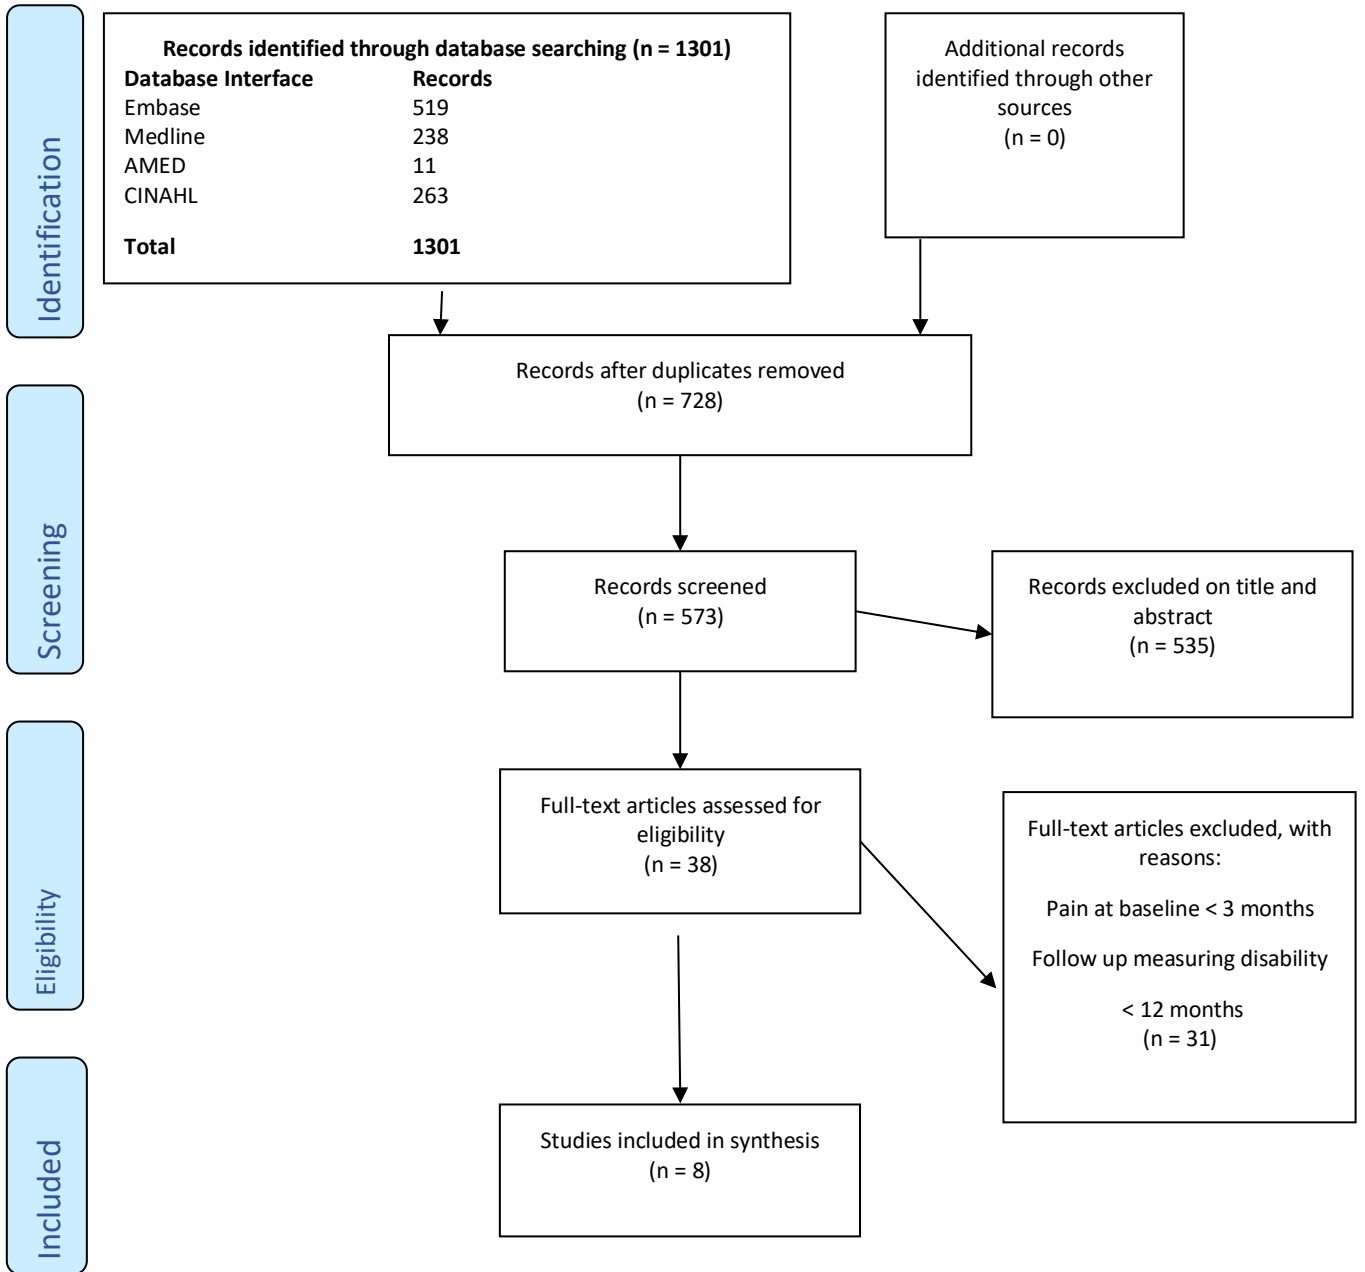 Identification
Records identified through database searching (n = 1301)
Database Interface Records
Embase 519
Medline 238
AMED 11
CINAHL 263
Total 1301
Additional records
identified through other
sources
(n = 0)
Records after duplicates removed
(n = 728)
Screening
Records screened
(n = 573)
Records excluded on title and
abstract
(n = 535)
Eligibility
Full-text articles assessed for
eligibility
(n = 38)
Full-text articles excluded, with
reasons:
Pain at baseline < 3 months
Follow up measuring disability
< 12 months
(n = 31)
Included
Studies included in synthesis
(n = 8)